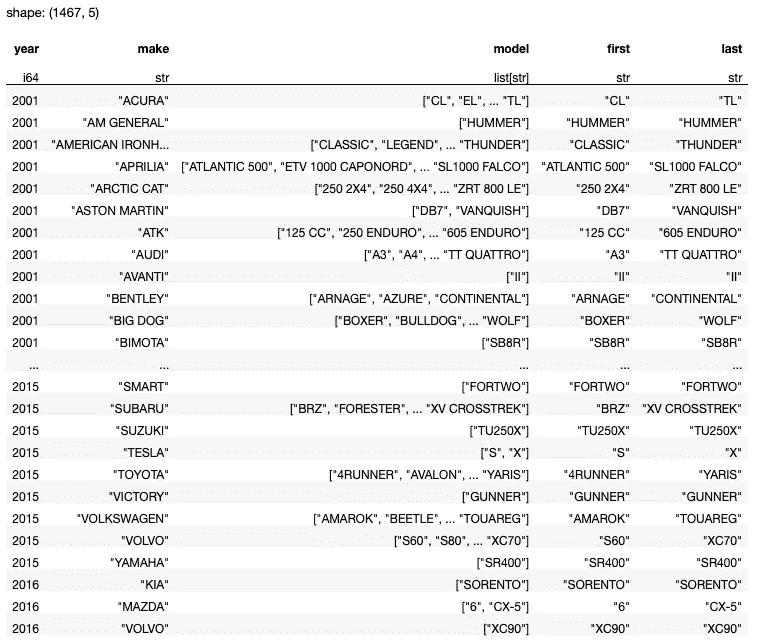 shape: (1467, 5)
year make model first last
i64 str list[str] str str
2001 "ACURA" ["CL", "EL", ... "TL"] "CL" "TL"
2001 "AM GENERAL" ["HUMMER"] "HUMMER" "HUMMER"
2001 "AMERICAN IRONH... ["CLASSIC", "LEGEND", ... "THUNDER"] "CLASSIC" "THUNDER"
2001 "APRILIA" ["ATLANTIC 500", "ETV 1000 CAPONORD", ... "SL1000 FALCO"] "ATLANTIC 500" "SL1000 FALCO"
2001 "ARCTIC CAT" ["250 2X4", "250 4X4", ... "ZRT 800 LE"] "250 2X4" "ZRT 800 LE"
2001 "ASTON MARTIN" ["DB7", "VANQUISH"] "DB7" "VANQUISH"
2001 "ATK" ["125 CC", "250 ENDURO", ... "605 ENDURO"] "125 CC" "605 ENDURO"
2001 "AUDI" ["A3", "A4", ... "TT QUATTRO"] "A3" "TT QUATTRO"
2001 "AVANTI" ["II"] "II" "II"
2001 "BENTLEY" ["ARNAGE", "AZURE", "CONTINENTAL"] "ARNAGE" "CONTINENTAL"
2001 "BIG DOG" ["BOXER", "BULLDOG", ... "WOLF"] "BOXER" "WOLF"
2001 "BIMOTA" ["SB8R"] "SB8R" "SB8R"
... ... ... ... ...
2015 "SMART" ["FORTWO"] "FORTWO" "FORTWO"
2015 "SUBARU" ["BRZ", "FORESTER", ... "XV CROSSTREK"] "BRZ" "XV CROSSTREK"
2015 "SUZUKI" ["TU250X"] "TU250X" "TU250X"
2015 "TESLA" ["S", "X"] "S" "X"
2015 "TOYOTA" ["4RUNNER", "AVALON", ... "YARIS"] "4RUNNER" "YARIS"
2015 "VICTORY" ["GUNNER"] "GUNNER" "GUNNER"
2015 "VOLKSWAGEN" ["AMAROK", "BEETLE", ... "TOUAREG"] "AMAROK" "TOUAREG"
2015 "VOLVO" ["S60", "S80", ... "XC70"] "S60" "XC70"
2015 "YAMAHA" ["SR400"] "SR400" "SR400"
2016 "KIA" ["SORENTO"] "SORENTO" "SORENTO"
2016 "MAZDA" ["6", "CX-5"] "6" "CX-5"
2016 "VOLVO" ["XC90"] "XC90" "XC90"